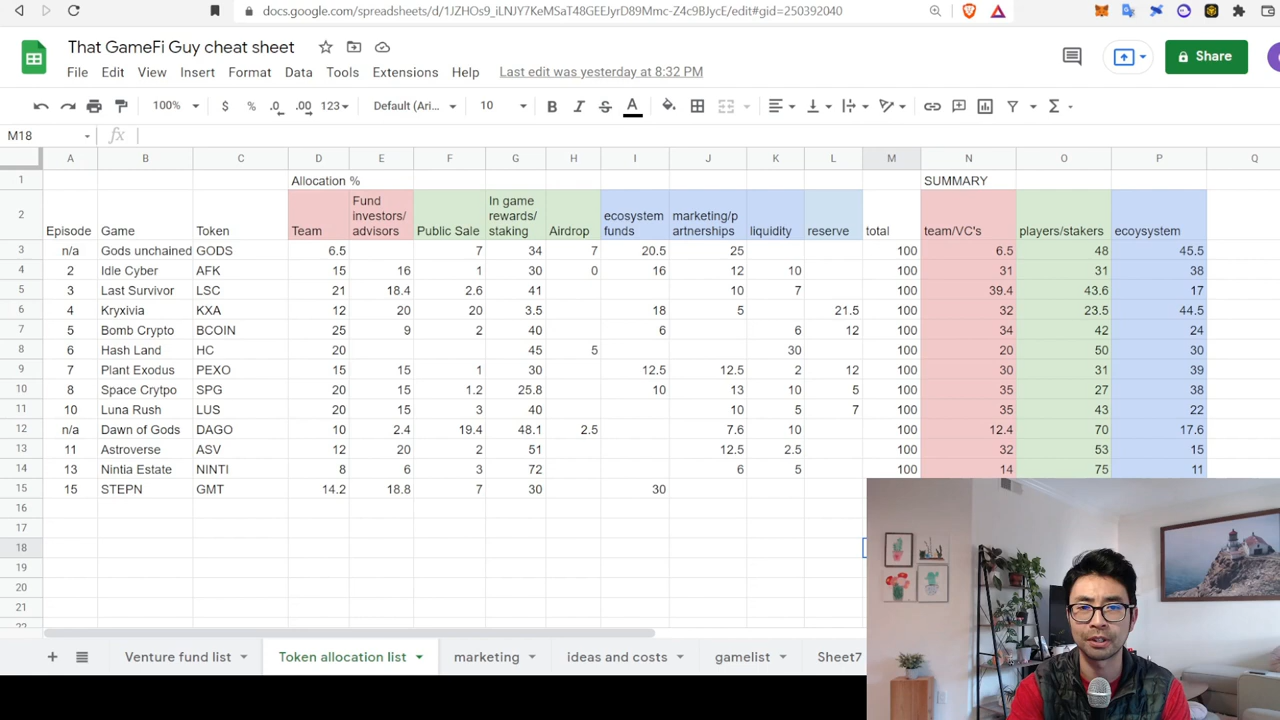 docs.google.com/spreadsheets/d/1JZHOs9_iLNJY7KeMSaT48GEEJyrD89Mmc-Z4c9BJycE/edit#gid=250392040
That GameFi Guy cheat sheet
File Edit View Insert Format Data Tools Extensions Help Last edit was yesterday at 8:32 PM
Share
100% $ % .0 .00 123 Default (Ari... 10 B I S A
M18 fx
A B C D E F G H I J K L M N O P Q
1 Allocation % SUMMARY
2 Episode Game Token Team Fund investors/ advisors Public Sale In game rewards/ staking Airdrop ecosystem funds marketing/p artnerships liquidity reserve total team/VC's players/stakers ecoysystem
3 n/a Gods unchained GODS 6.5 7 34 7 20.5 25 100 6.5 48 45.5
4 2 Idle Cyber AFK 15 16 1 30 0 16 12 10 100 31 31 38
5 3 Last Survivor LSC 21 18.4 2.6 41 10 7 100 39.4 43.6 17
6 4 Kryxivia KXA 12 20 20 3.5 18 5 21.5 100 32 23.5 44.5
7 5 Bomb Crypto BCOIN 25 9 2 40 6 6 12 100 34 42 24
8 6 Hash Land HC 20 45 5 30 100 20 50 30
9 7 Plant Exodus PEXO 15 15 1 30 12.5 12.5 2 12 100 30 31 39
10 8 Space Crytpo SPG 20 15 1.2 25.8 10 13 10 5 100 35 27 38
11 10 Luna Rush LUS 20 15 3 40 10 5 7 100 35 43 22
12 n/a Dawn of Gods DAGO 10 2.4 19.4 48.1 2.5 7.6 10 100 12.4 70 17.6
13 11 Astroverse ASV 12 20 2 51 12.5 2.5 100 32 53 15
14 13 Nintia Estate NINTI 8 6 3 72 6 5 100 14 75 11
15 15 STEPN GMT 14.2 18.8 7 30 30
16
17
18
19
20
21
22
Venture fund list Token allocation list marketing ideas and costs gamelist Sheet7